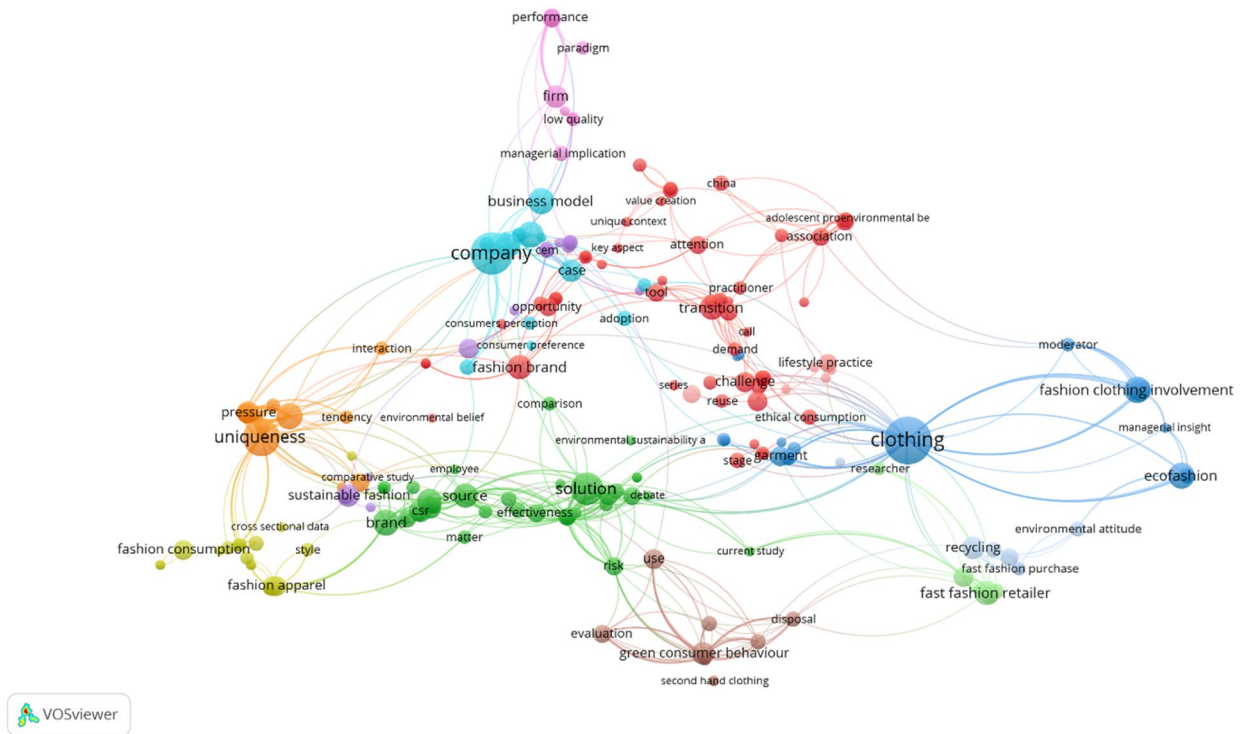 performance
paradigm
firm
low quality
managerial implication
china
business model
value creation
unique context
adolescent proenvironmental be
association
company
cem
key aspect
attention
case
tool
practitioner
opportunity
transition
consumers perception
adoption
call
interaction
consumer preference
demand
moderator
fashion brand
lifestyle practice
series
challenge
fashion clothing involvement
reuse
pressure
tendency
environmental belief
comparison
ethical consumption
managerial insight
uniqueness
environmental sustainability a
clothing
stage
garment
researcher
employee
comparative study
ecofashion
sustainable fashion
source
solution
debate
csr
effectiveness
brand
cross sectional data
environmental attitude
matter
fashion consumption
style
current study
recycling
use
risk
fast fashion purchase
fashion apparel
fast fashion retailer
disposal
evaluation
green consumer behaviour
second hand clothing
VOSviewer